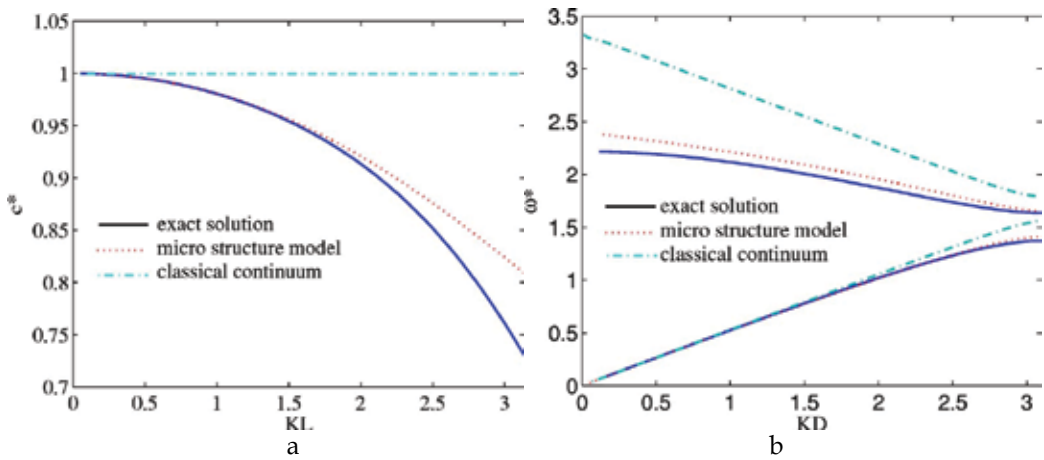 1.05
1
0.95
0.9
0.85
0.8
0.75
0.7
c*
exact solution
micro structure model
classical continuum
0 0.5 1 1.5 2 2.5 3
KL
a
3.5
3
2.5
2
1.5
1
0.5
0
ω*
exact solution
micro structure model
classical continuum
0 0.5 1 1.5 2 2.5 3
KD
b